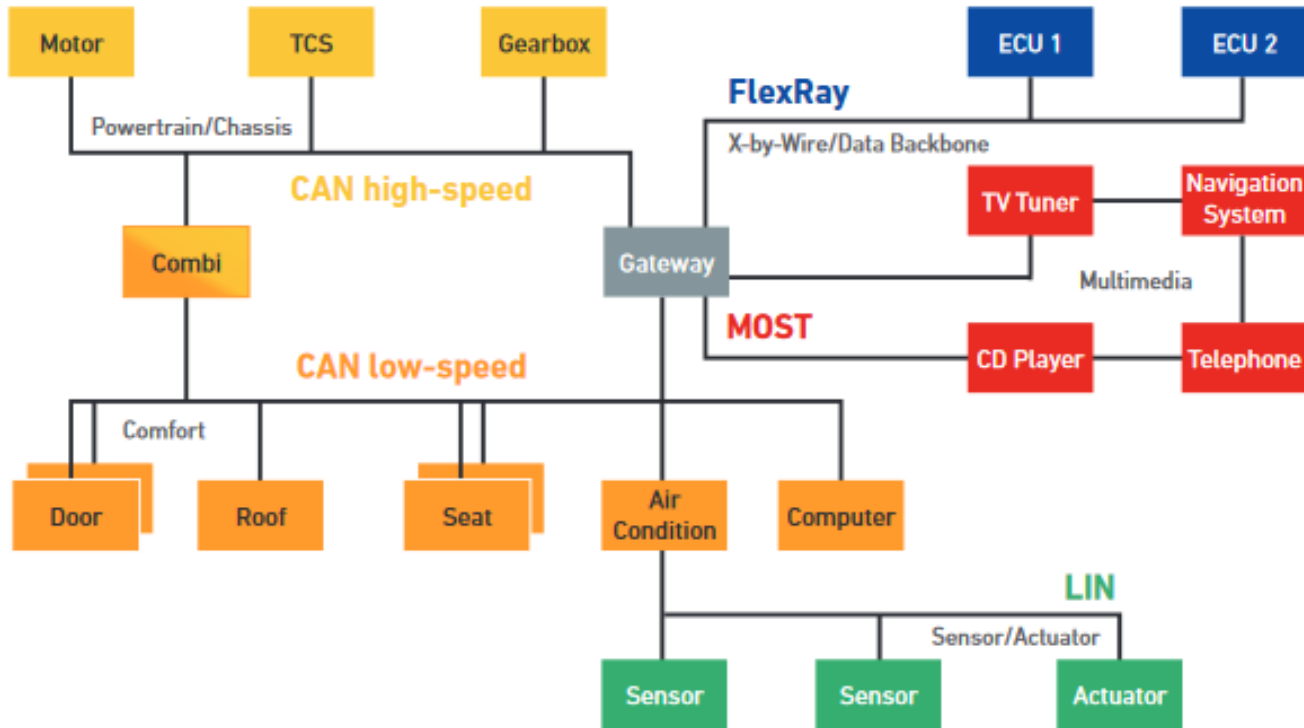 Motor
TCS
Gearbox
ECU 1
ECU 2
FlexRay
Powertrain/Chassis
X-by-Wire/Data Backbone
CAN high-speed
TV Tuner
Navigation
System
Combi
Gateway
Multimedia
MOST
CD Player
Telephone
CAN low-speed
Comfort
Door
Roof
Seat
Air
Condition
Computer
LIN
Sensor/Actuator
Sensor
Sensor
Actuator